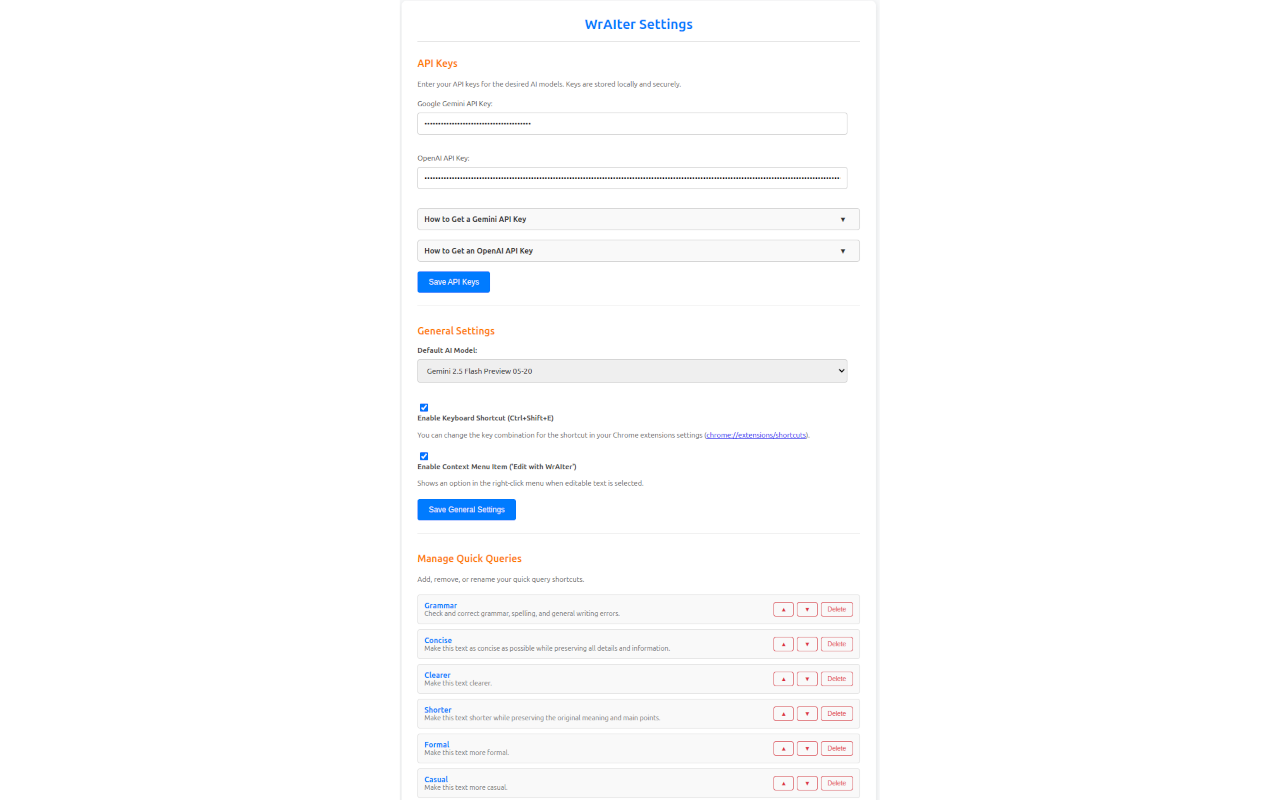 WrAIter Settings
API Keys
Enter your API keys for the desired AI models. Keys are stored locally and securely.
Google Gemini API Key:
OpenAI API Key:
How to Get a Gemini API Key ▼
How to Get an OpenAI API Key ▼
Save API Keys
General Settings
Default AI Model:
Gemini 2.5 Flash Preview 05-20
Enable Keyboard Shortcut (Ctrl+Shift+E)
You can change the key combination for the shortcut in your Chrome extensions settings (chrome://extensions/shortcuts).
Enable Context Menu Item ('Edit with WrAIter')
Shows an option in the right-click menu when editable text is selected.
Save General Settings
Manage Quick Queries
Add, remove, or rename your quick query shortcuts.
Grammar
Check and correct grammar, spelling, and general writing errors.
▲ ▼ Delete
Concise
Make this text as concise as possible while preserving all details and information.
▲ ▼ Delete
Clearer
Make this text clearer.
▲ ▼ Delete
Shorter
Make this text shorter while preserving the original meaning and main points.
▲ ▼ Delete
Formal
Make this text more formal.
▲ ▼ Delete
Casual
Make this text more casual.
▲ ▼ Delete